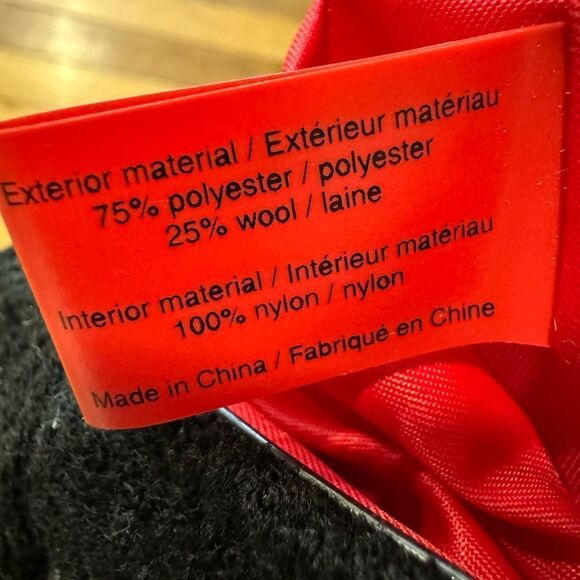 Exterior material / Extérieur matériau
75% polyester / polyester
25% wool / laine
Interior material / Intérieur matériau
100% nylon / nylon
Made in China / Fabriqué en Chine